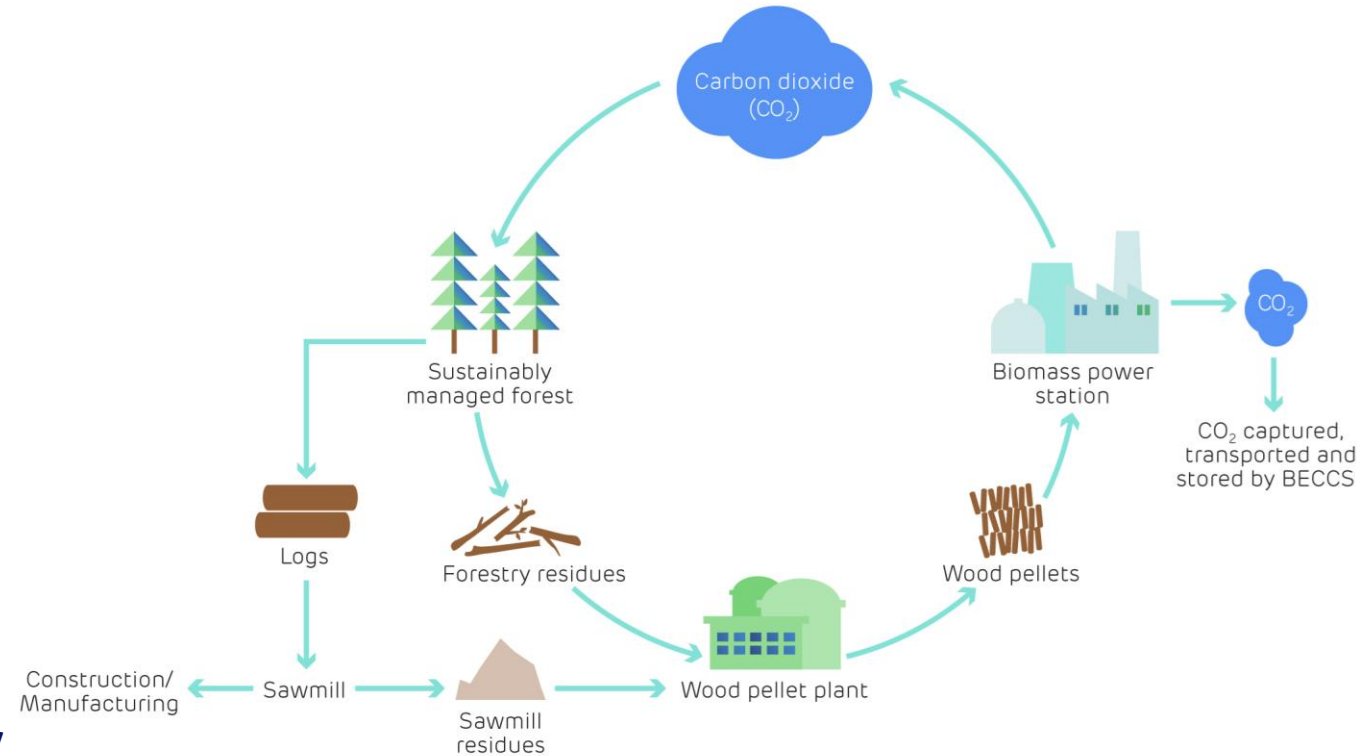 Carbon dioxide
(CO₂)
Sustainably
managed forest
Biomass power
station
CO₂
CO₂ captured,
transported and
stored by BECCS
Logs
Forestry residues
Wood pellets
Construction/
Manufacturing
Sawmill
Sawmill
residues
Wood pellet plant